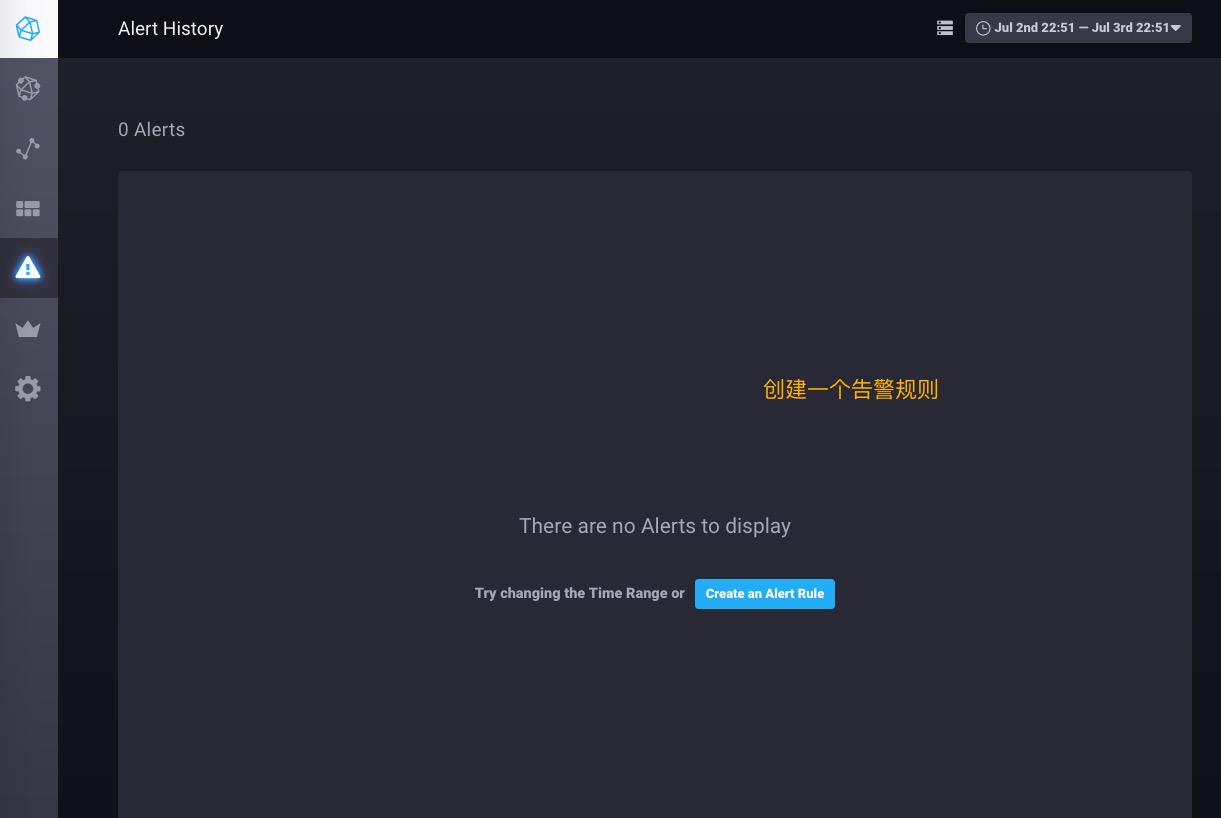 Alert History
Jul 2nd 22:51 — Jul 3rd 22:51
0 Alerts
创建一个告警规则
There are no Alerts to display
Try changing the Time Range or Create an Alert Rule